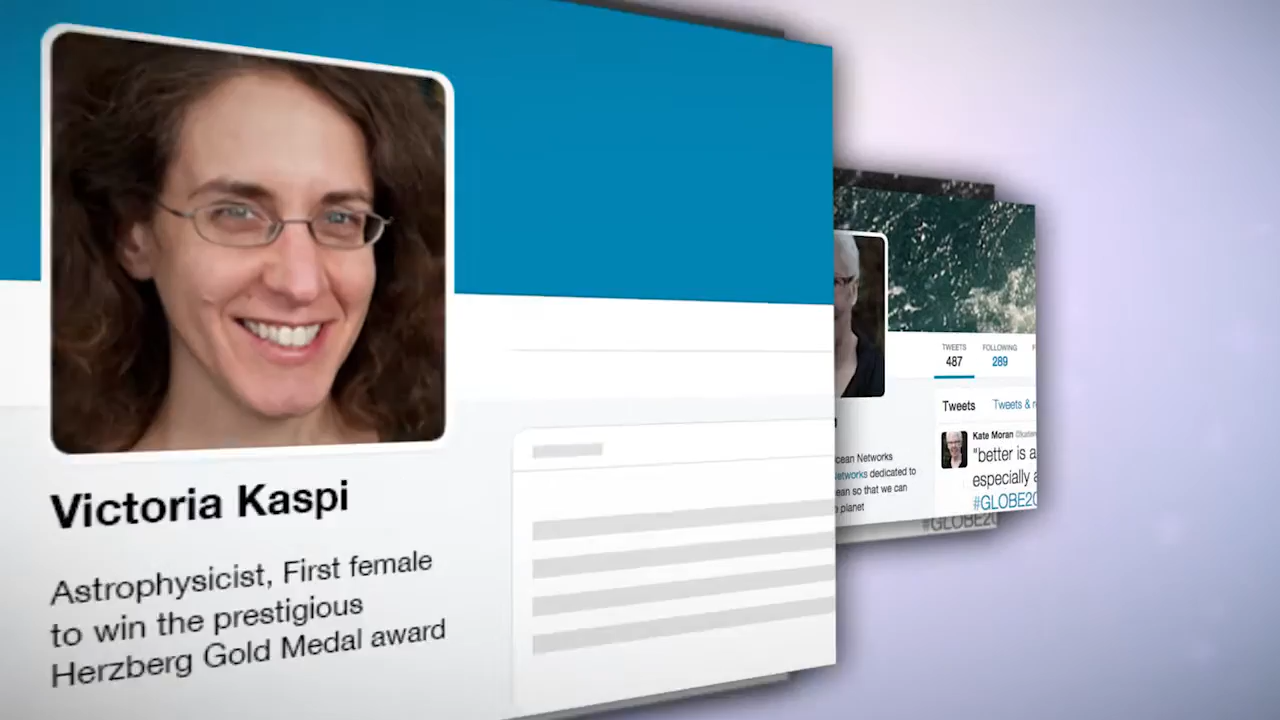 Victoria Kaspi
Astrophysicist, First female
to win the prestigious
Herzberg Gold Medal award
TWEETS
FOLLOWING
487
289
Tweets
Tweets &
Kate Moran
"better is a
especially a
#GLOBE20
cean Networks
etworks dedicated to
ean so that we can
planet
#GLOBE20